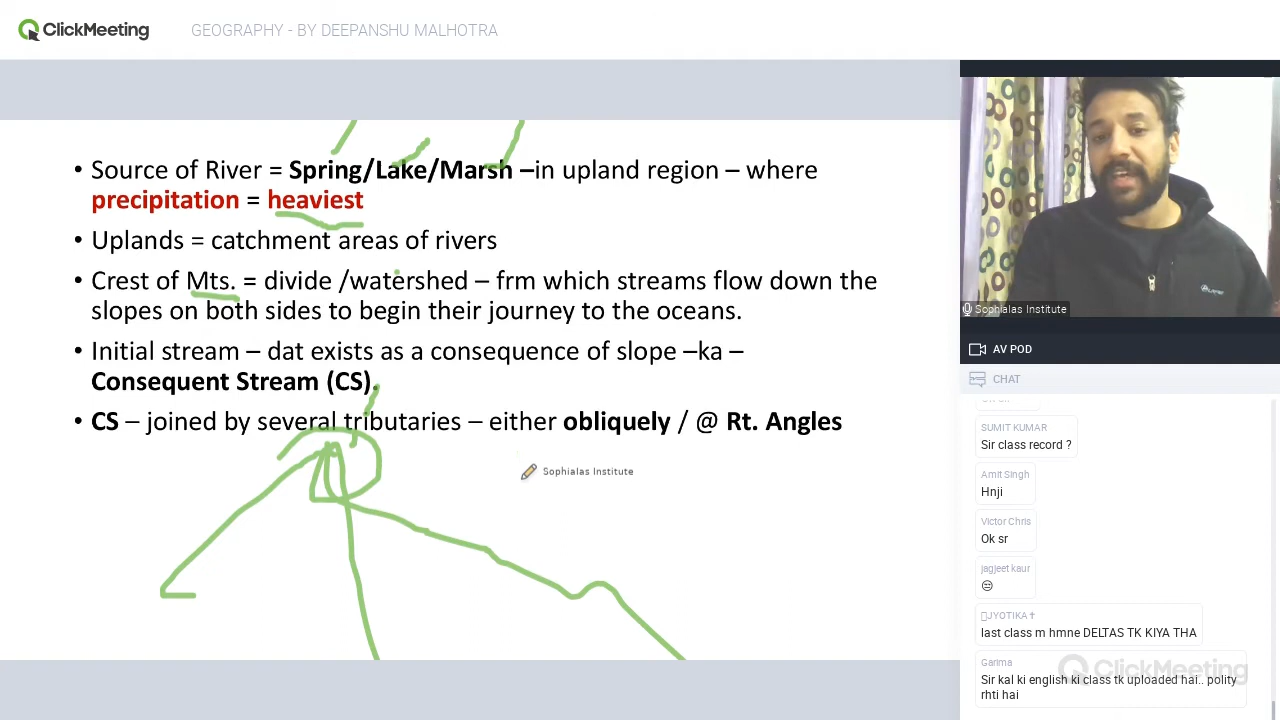 ClickMeeting
GEOGRAPHY - BY DEEPANSHU MALHOTRA
• Source of River = Spring/Lake/Marsh –in upland region – where
precipitation = heaviest
• Uplands = catchment areas of rivers
• Crest of Mts. = divide /watershed – frm which streams flow down the
slopes on both sides to begin their journey to the oceans.
• Initial stream – dat exists as a consequence of slope –ka –
Consequent Stream (CS).
• CS – joined by several tributaries – either obliquely / @ Rt. Angles
Sophialas Institute
Sophialas Institute
AV POD
CHAT
SUMIT KUMAR
Sir class record ?
Amit Singh
Hnji
Victor Chris
Ok sr
jagjeet kaur
😒
JYOTIKA✝
last class m hmne DELTAS TK KIYA THA
Garima
Sir kal ki english ki class tk uploaded hai.. polity
rhti hai
ClickMeeting